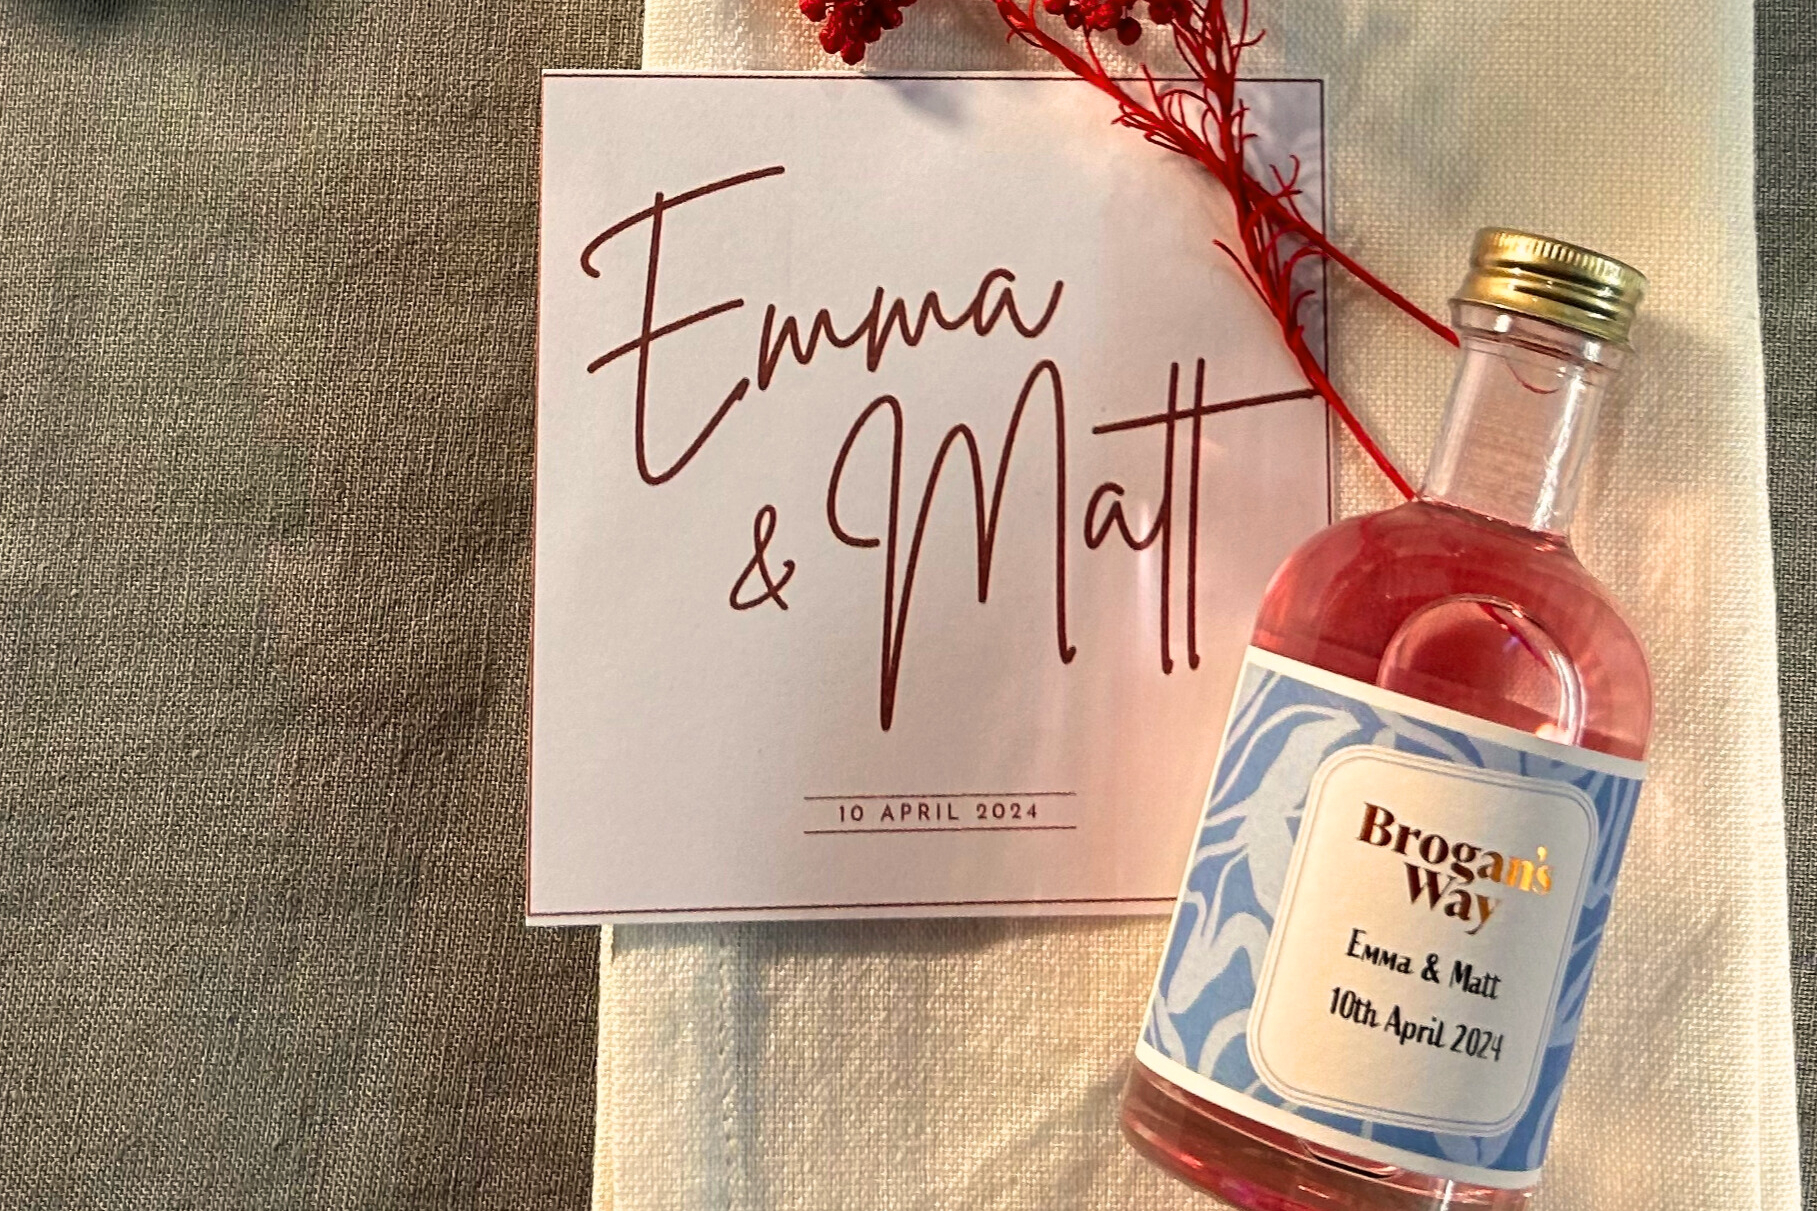 Emma
& Matt
10 APRIL 2024
Brogan's
Way
Emma & Matt
10th April 2024